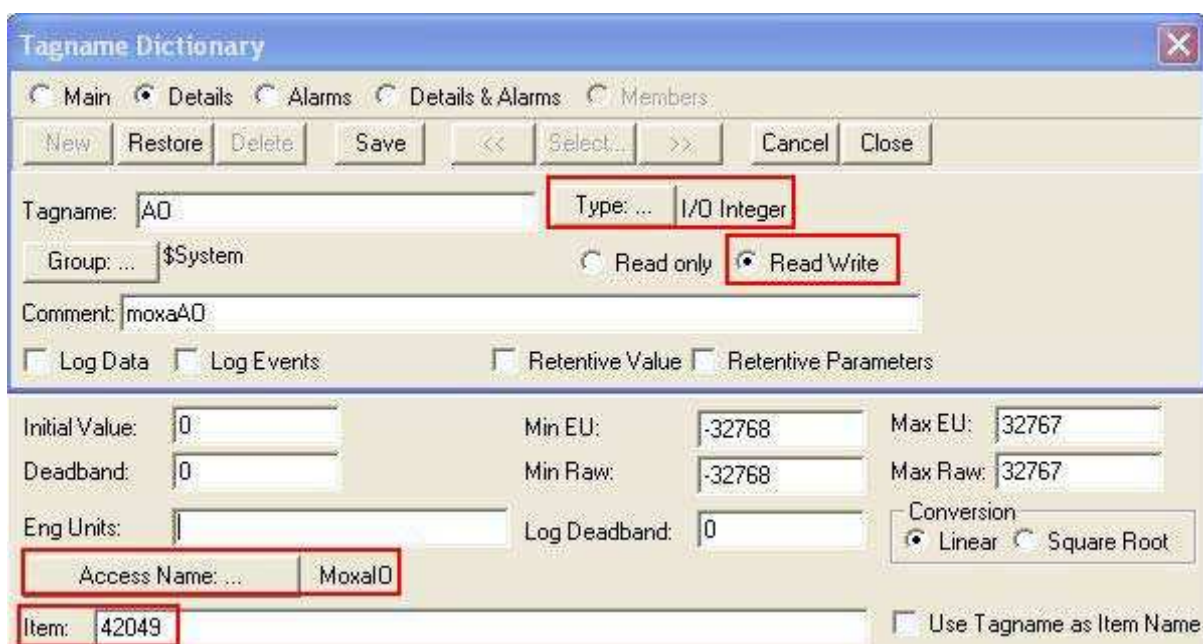 Tagname Dictionary
Main Details Alarms Details & Alarms Members
New Restore Delete Save << Select... >> Cancel Close
Tagname: AO Type: ... I/O Integer
Group: ... $System Read only Read Write
Comment: moxaAO
Log Data Log Events Retentive Value Retentive Parameters
Initial Value: 0 Min EU: -32768 Max EU: 32767
Deadband: 0 Min Raw: -32768 Max Raw: 32767
Eng Units: Log Deadband: 0 Conversion
Linear Square Root
Access Name: ... MoxaIO
Item: 42049 Use Tagname as Item Name